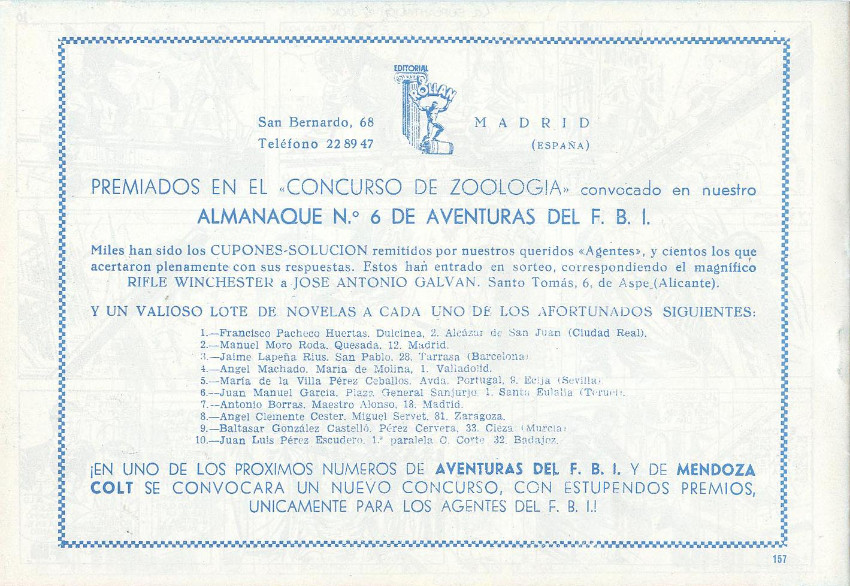 EDITORIAL
ROLLAN
San Bernardo, 68
Teléfono 22 89 47
MADRID
(ESPAÑA)
PREMIADOS EN EL «CONCURSO DE ZOOLOGIA» convocado en nuestro
ALMANAQUE N.º 6 DE AVENTURAS DEL F. B. I.
Miles han sido los CUPONES-SOLUCION remitidos por nuestros queridos «Agentes», y cientos los que
acertaron plenamente con sus respuestas. Estos han entrado en sorteo, correspondiendo el magnífico
RIFLE WINCHESTER a JOSE ANTONIO GALVAN. Santo Tomás, 6, de Aspe (Alicante).
Y UN VALIOSO LOTE DE NOVELAS A CADA UNO DE LOS AFORTUNADOS SIGUIENTES:
1.—Francisco Pacheco Huertas. Dulcinea, 2. Alcázar de San Juan (Ciudad Real).
2.—Manuel Moro Roda. Quesada, 12. Madrid.
3.—Jaime Lapeña Rius. San Pablo, 28. Tarrasa (Barcelona)
4.—Angel Machado. María de Molina, 1. Valladolid.
5.—María de la Villa Pérez Ceballos. Avda. Portugal, 9. Ecija (Sevilla)
6.—Juan Manuel García. Plaza General Sanjurjo, 1. Santa Eulalia (Teruel).
7.—Antonio Borras. Maestro Alonso, 18. Madrid.
8.—Angel Clemente Cester. Miguel Servet, 81. Zaragoza.
9.—Baltasar González Castelló. Pérez Cervera, 33. Cieza (Murcia)
10.—Juan Luis Pérez Escudero. 1.ª paralela C. Corte 32. Badajoz.
¡EN UNO DE LOS PROXIMOS NUMEROS DE AVENTURAS DEL F. B. I. Y DE MENDOZA
COLT SE CONVOCARA UN NUEVO CONCURSO, CON ESTUPENDOS PREMIOS,
UNICAMENTE PARA LOS AGENTES DEL F. B. I.!
157